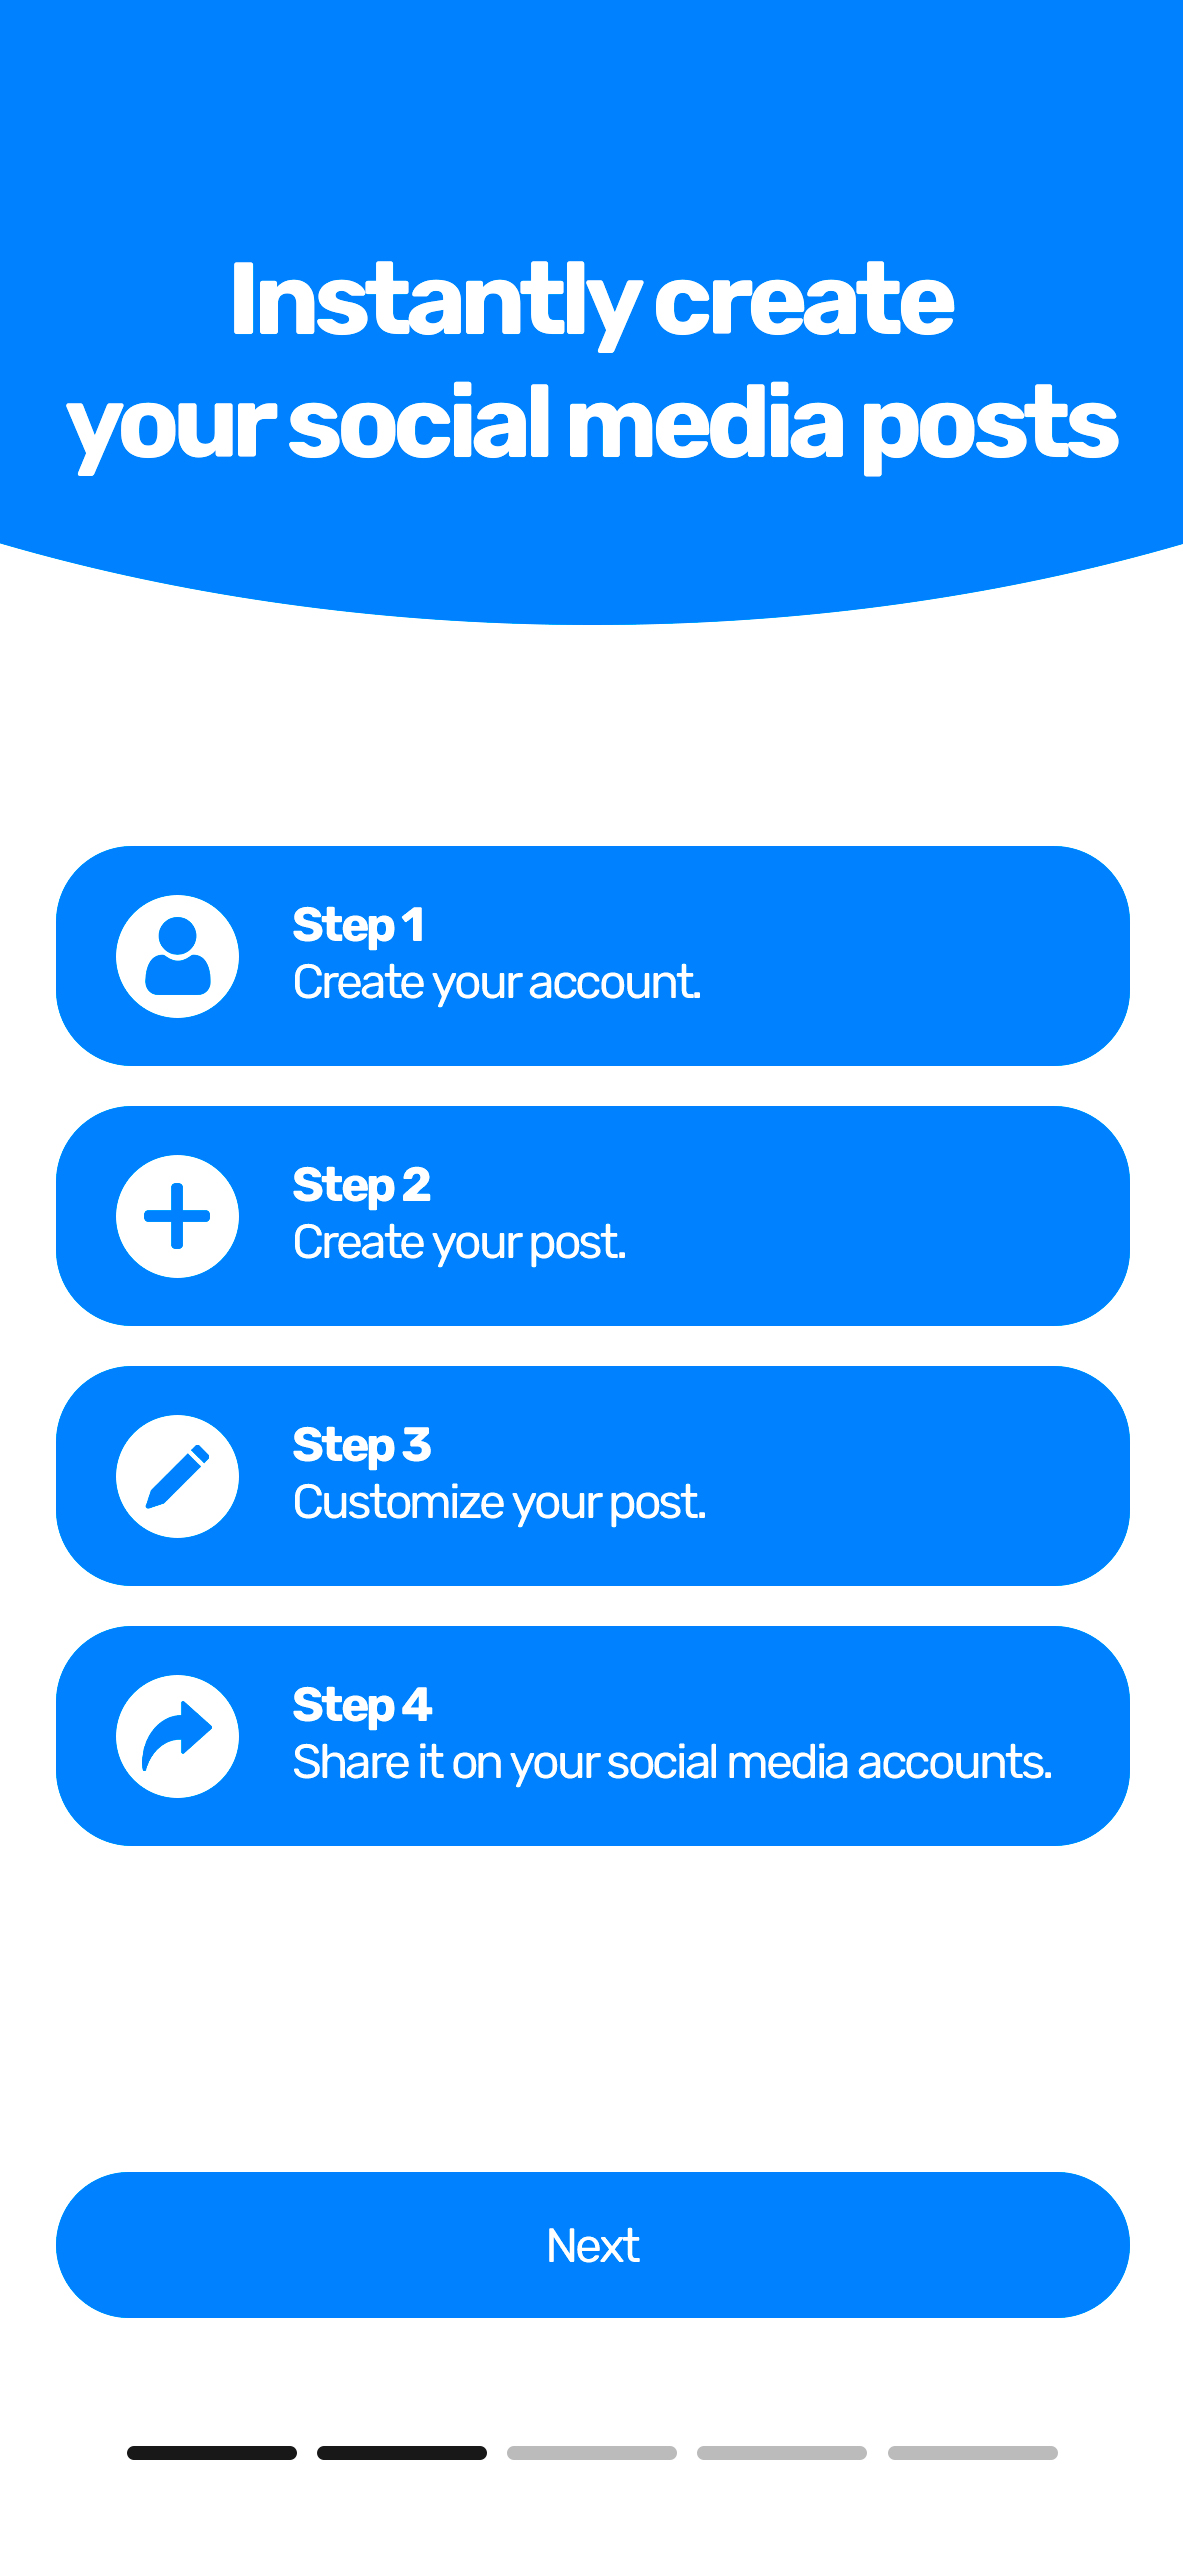 Instantly create
your social media posts
Step 1
Create your account.
Step 2
Create your post.
Step 3
Customize your post.
Step 4
Share it on your social media accounts.
Next